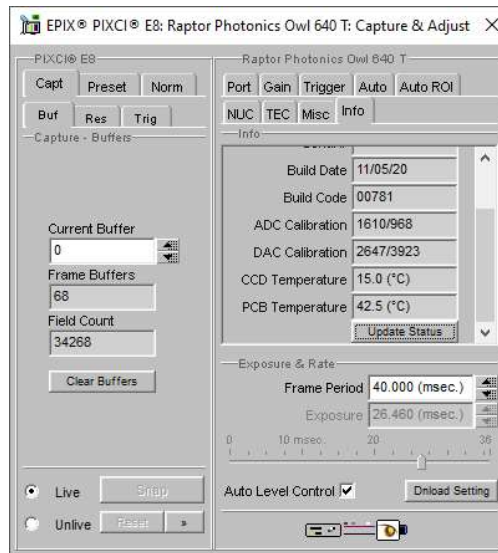 EPIX® PIXCI® E8: Raptor Photonics Owl 640 T: Capture & Adjust
PIXCI® E8
Capt Preset Norm
Buf Res Trig
Capture - Buffers
Current Buffer
0
Frame Buffers
68
Field Count
34268
Clear Buffers
Live Snap
Unlive Reset »
Raptor Photonics Owl 640 T
Port Gain Trigger Auto Auto ROI
NUC TEC Misc Info
Info
Build Date 11/05/20
Build Code 00781
ADC Calibration 1610/968
DAC Calibration 2647/3923
CCD Temperature 15.0 (°C)
PCB Temperature 42.5 (°C)
Update Status
Exposure & Rate
Frame Period 40.000 (msec.)
Exposure 26.460 (msec.)
0 10 msec. 20 36
Auto Level Control Dnload Setting